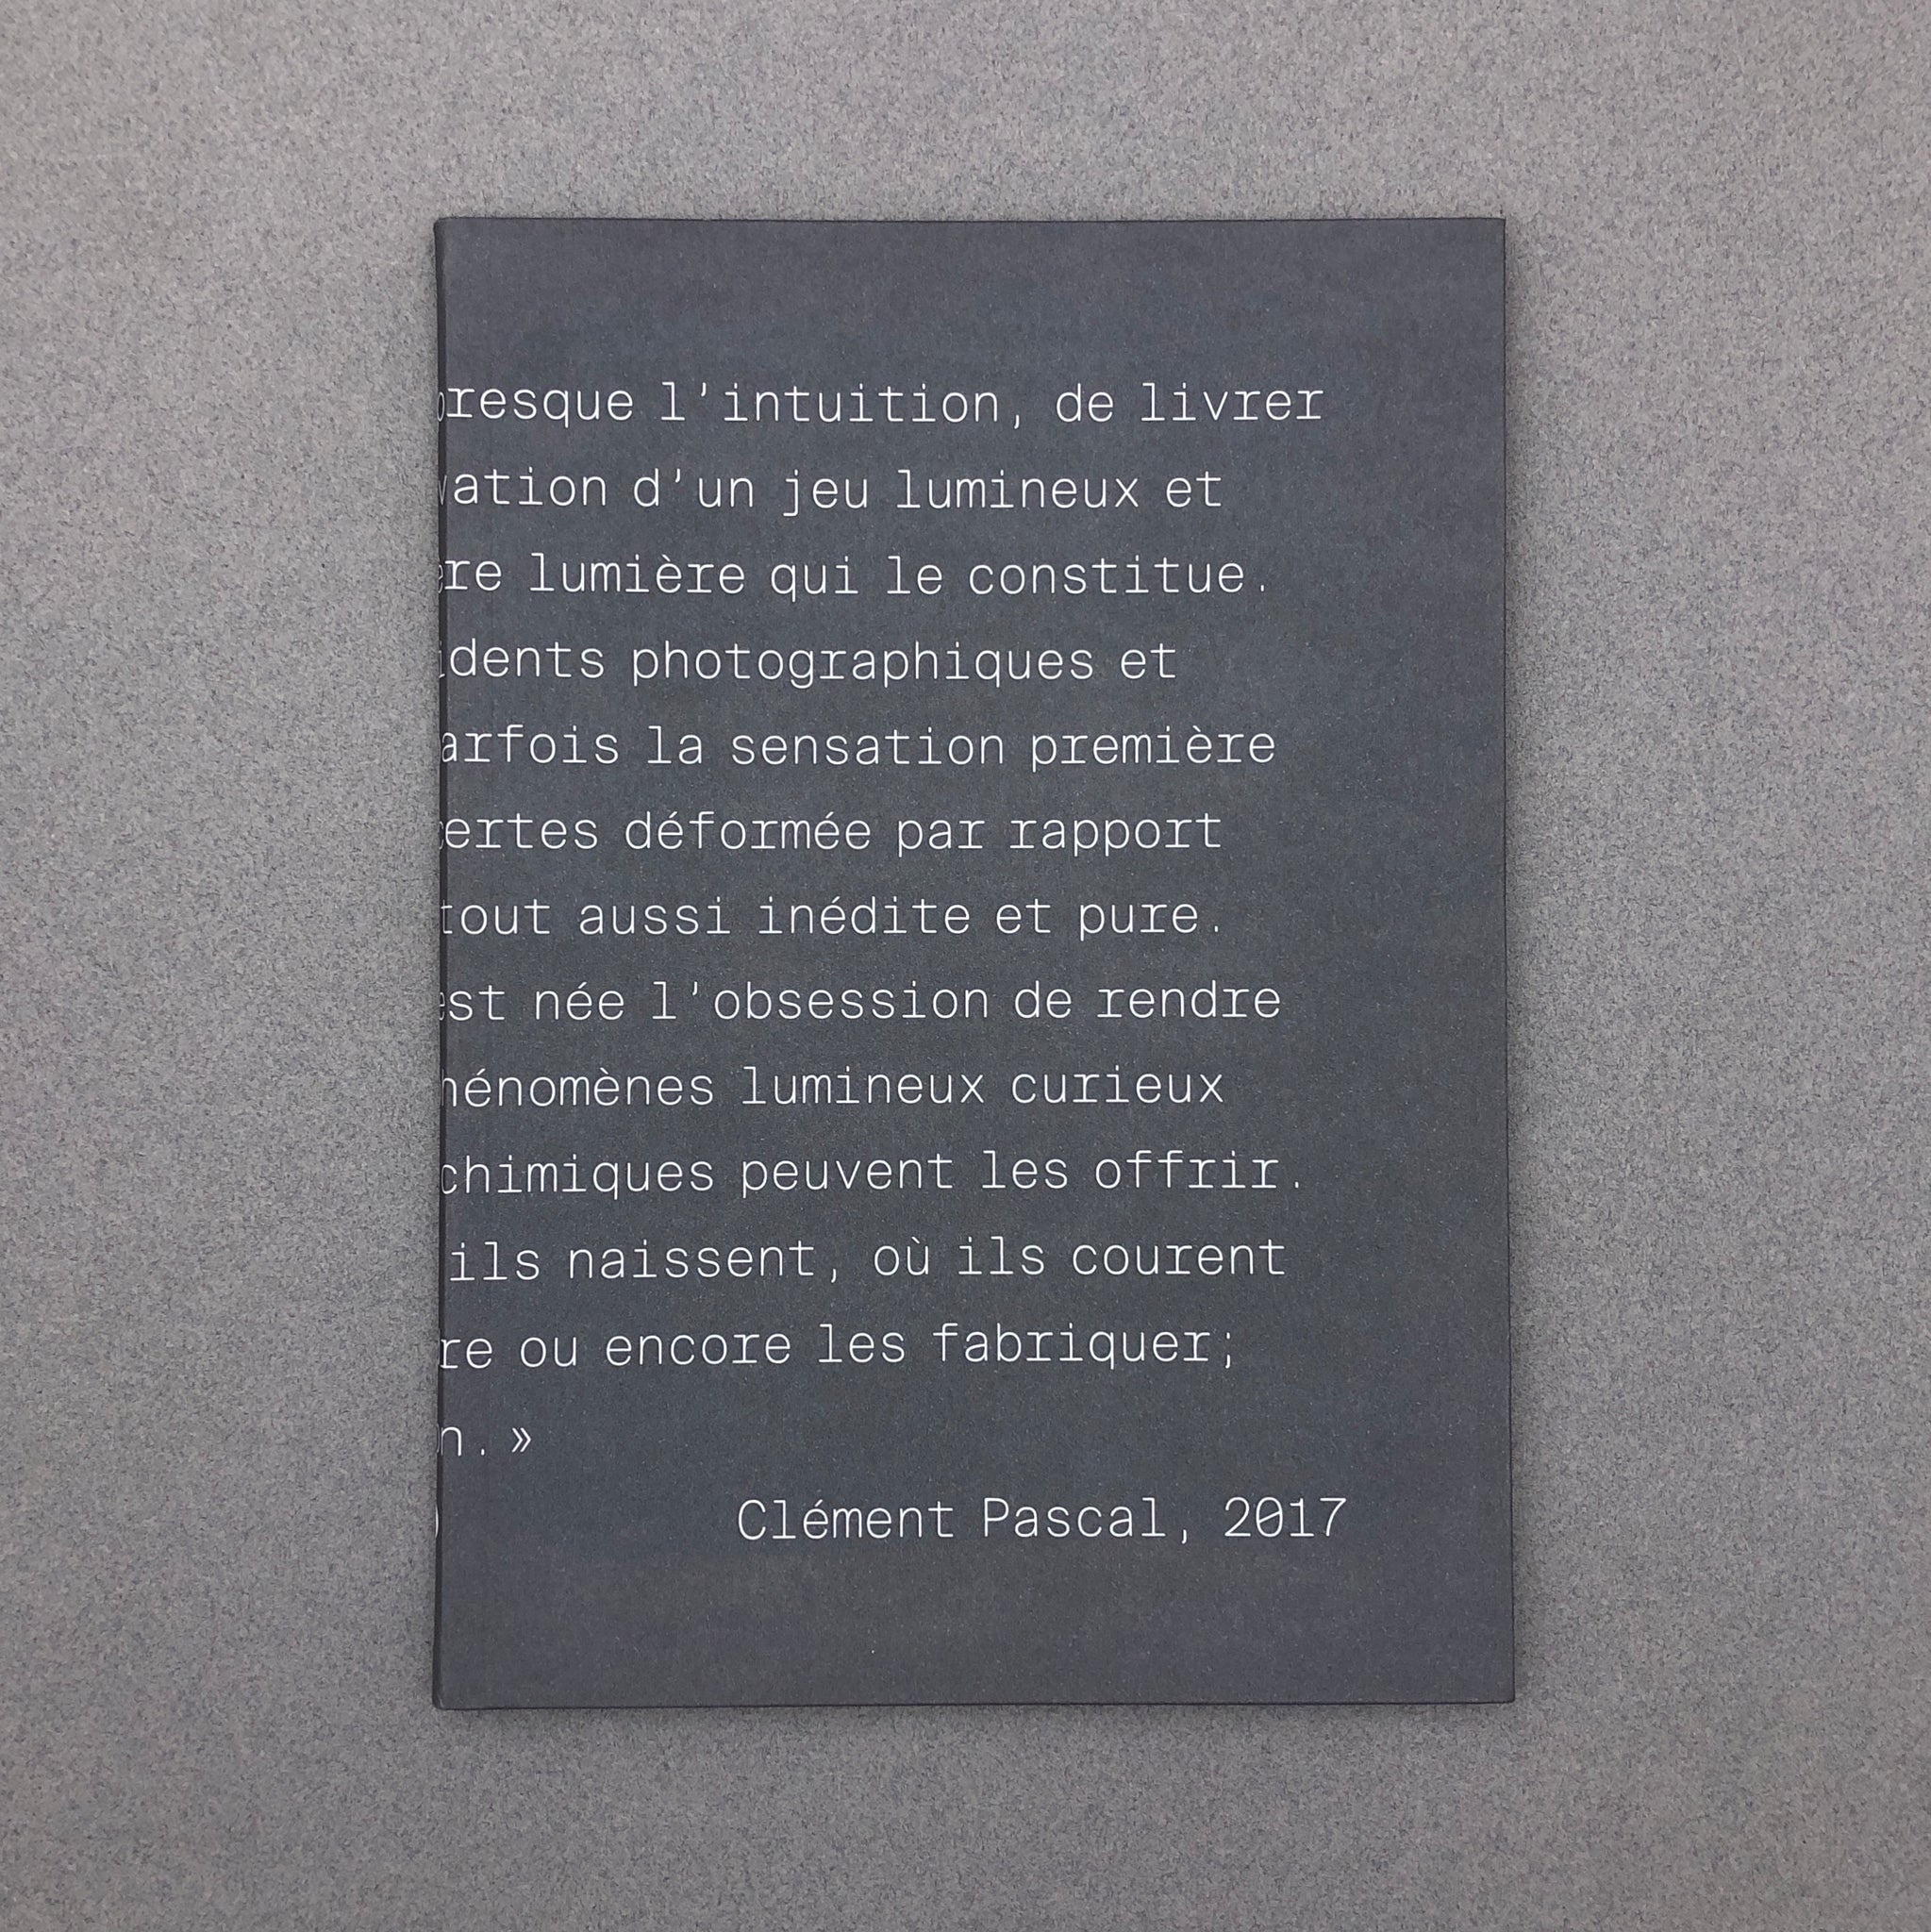 presque l'intuition, de livrer
vation d'un jeu lumineux et
ère lumière qui le constitue.
idents photographiques et
arfois la sensation première
certes déformée par rapport
tout aussi inédite et pure.
est née l'obsession de rendre
hénomènes lumineux curieux
chimiques peuvent les offrir.
ils naissent, où ils courent
re ou encore les fabriquer;
n. »
Clément Pascal, 2017